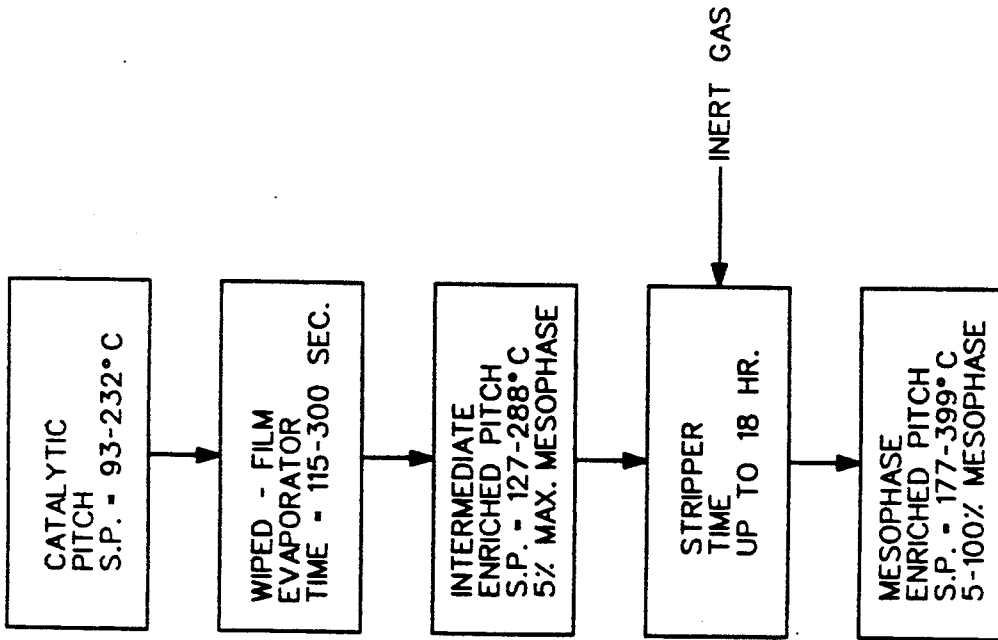 CATALYTIC
PITCH
S.P. = 93-232°C
WIPED - FILM
EVAPORATOR
TIME = 115-300 SEC.
INTERMEDIATE
ENRICHED PITCH
S.P. = 127-288°C
5% MAX. MESOPHASE
STRIPPER
TIME
UP TO 18 HR.
INERT GAS
MESOPHASE
ENRICHED PITCH
S.P. = 177-399°C
5-100% MESOPHASE